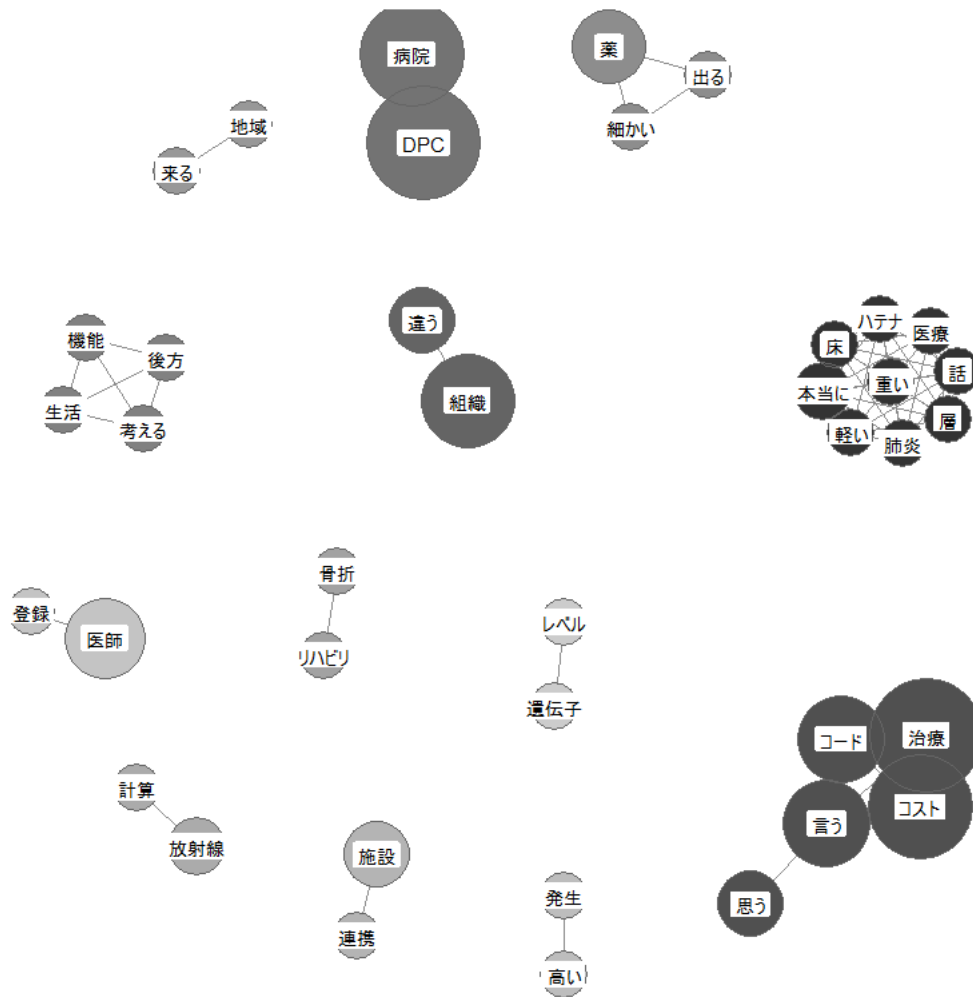 病院
薬
出る
地域
細かい
DPC
来る
違う
機能
後方
生活
考える
組織
ハテナ
医療
床
話
重い
本当に
層
軽い
肺炎
骨折
登録
医師
リハビリ
レベル
遺伝子
コード
治療
計算
コスト
言う
放射線
施設
発生
思う
連携
高い